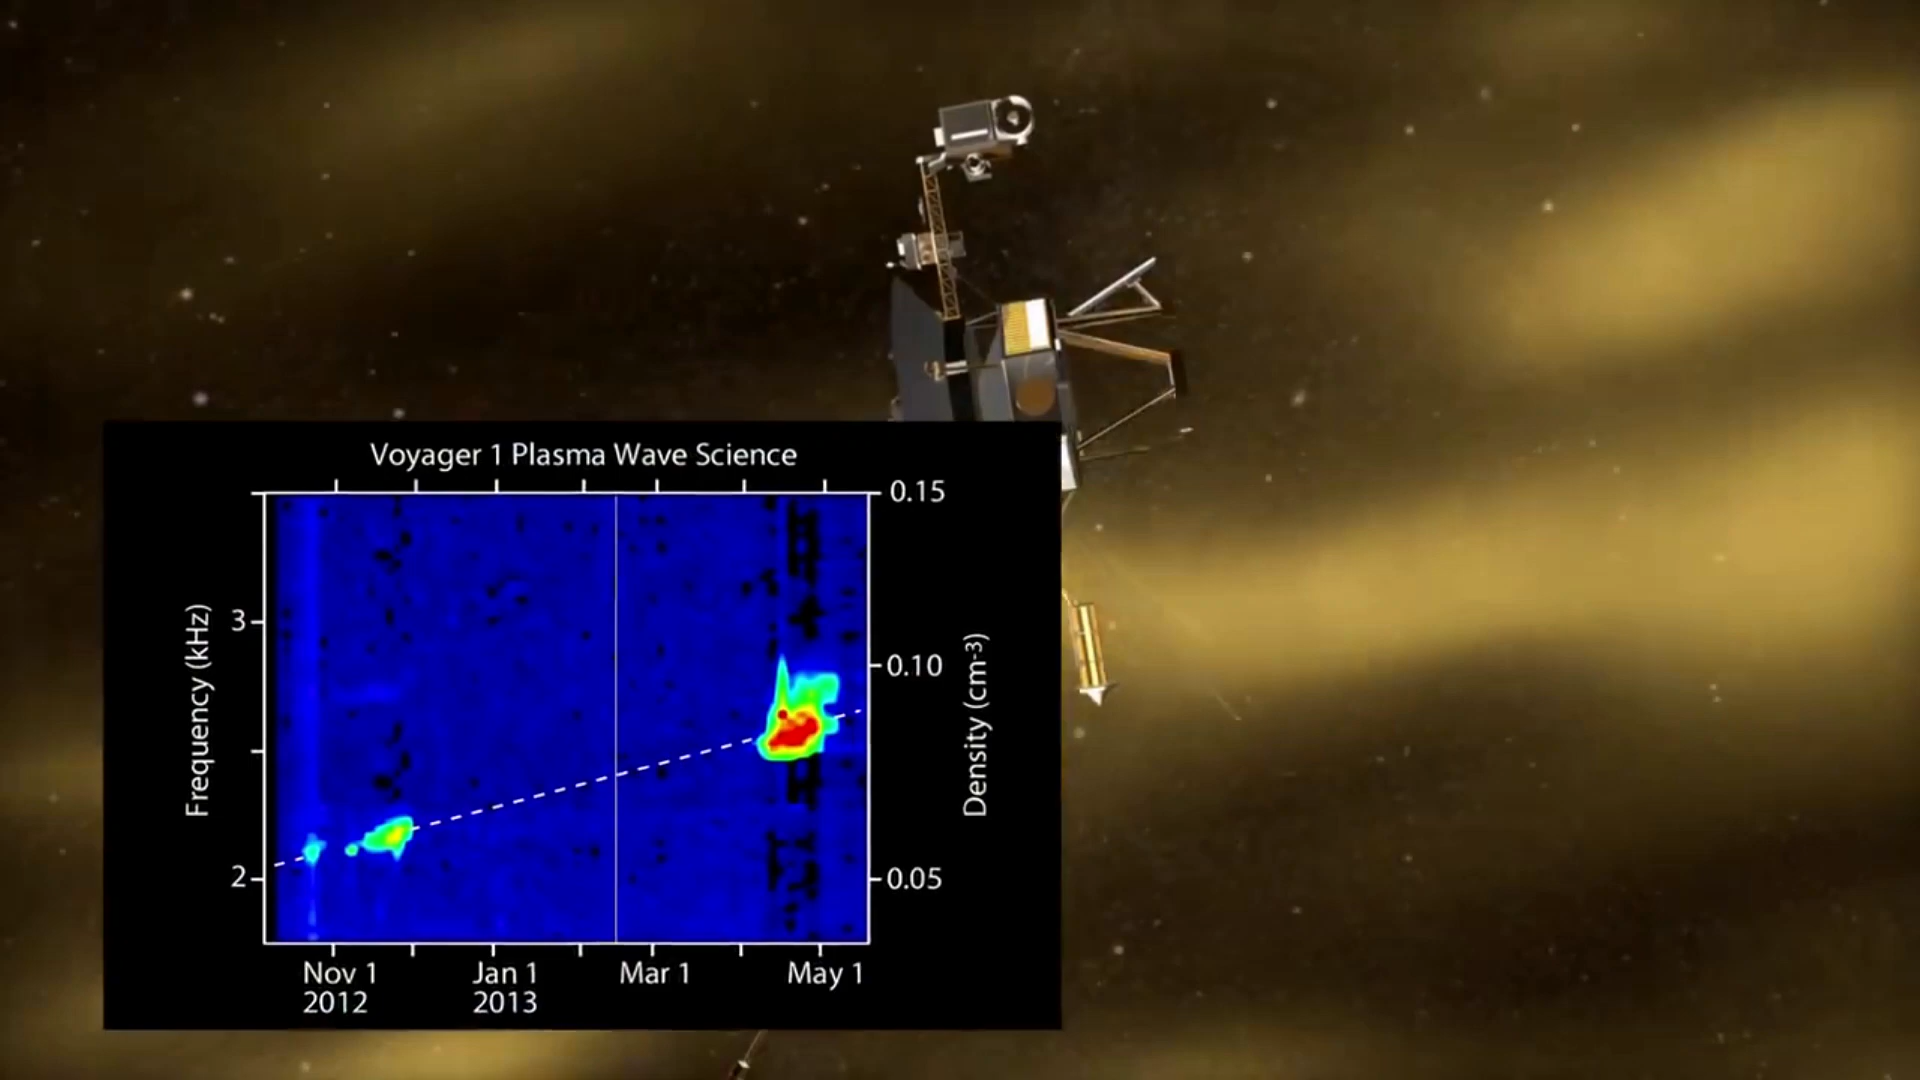 Voyager 1 Plasma Wave Science
0.15
3
0.10
2
0.05
Frequency (kHz)
Density (cm-3)
Nov 1 Jan 1 Mar 1 May 1
2012 2013